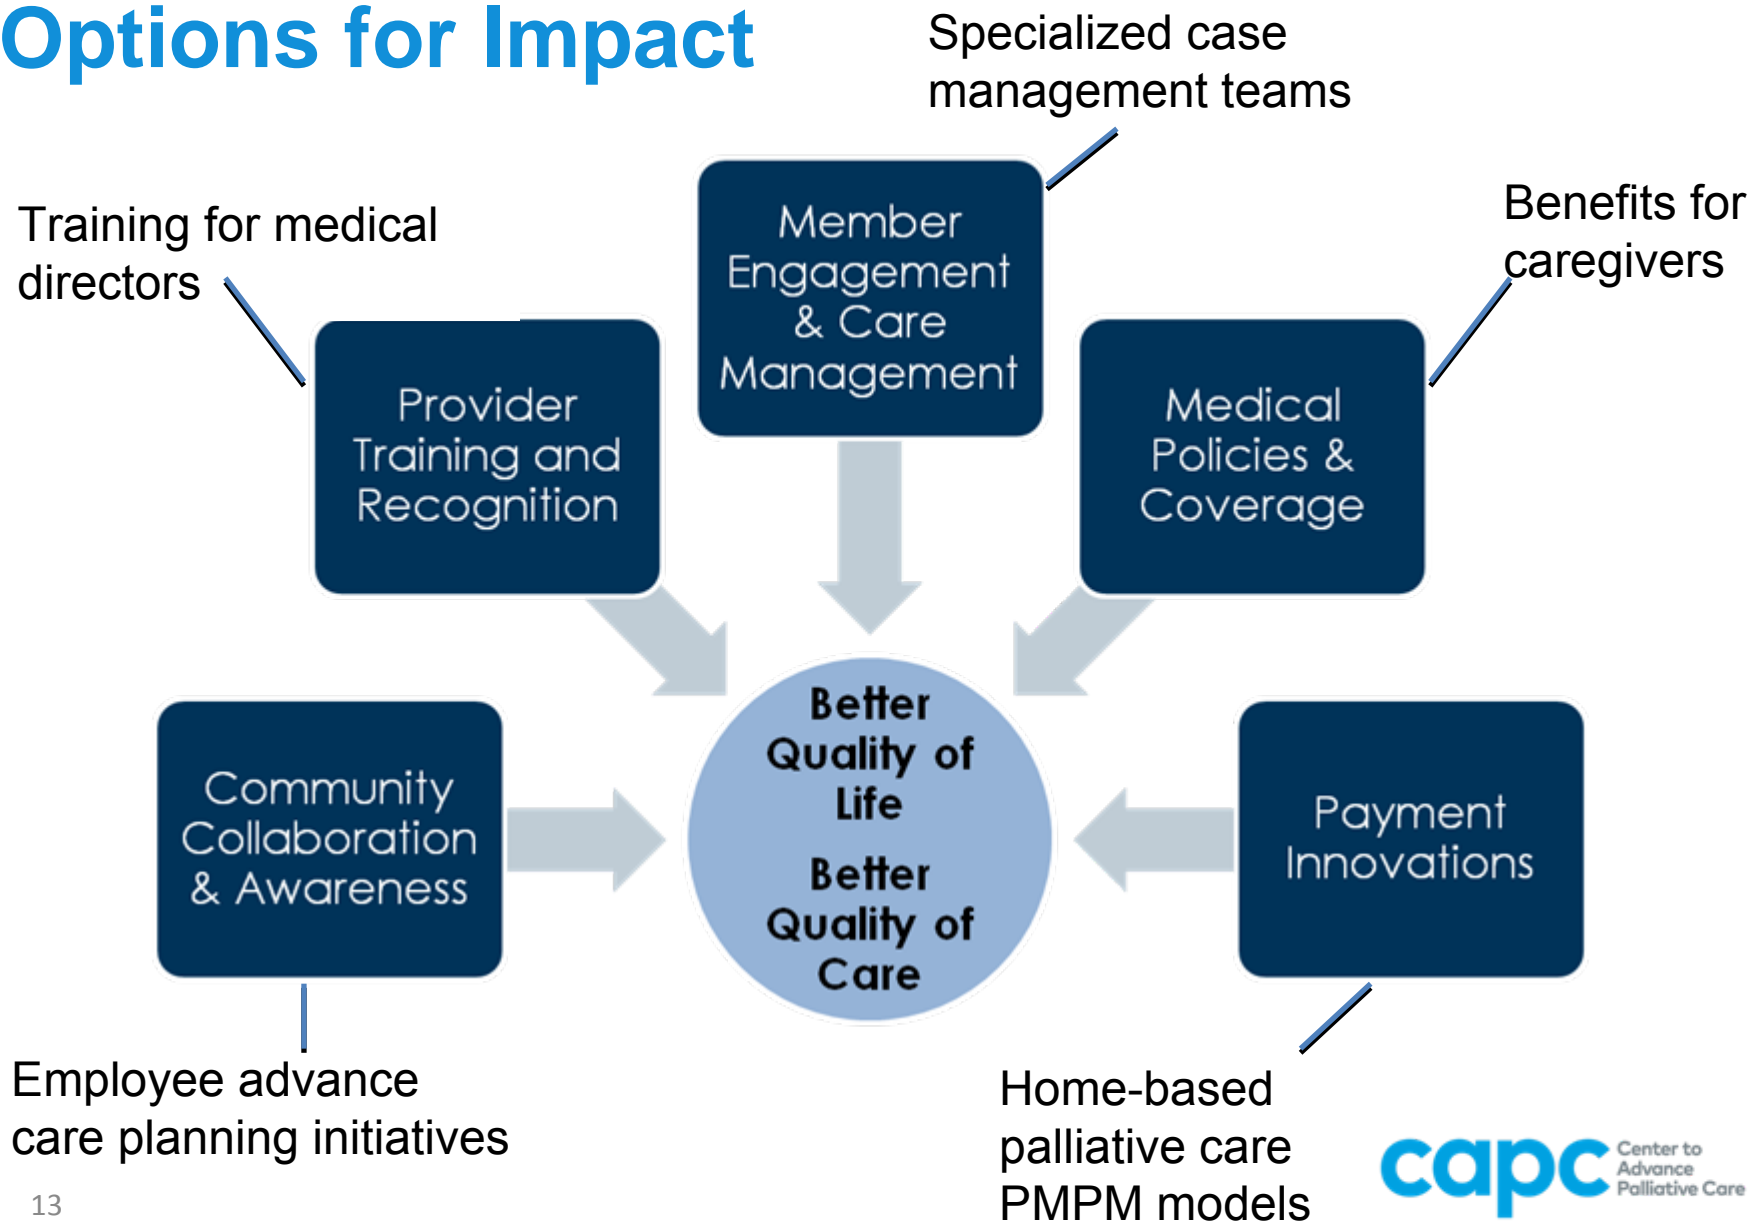 Options for Impact
Specialized case
management teams
Training for medical
directors
Benefits for
caregivers
Member
Engagement
& Care
Management
Provider
Training and
Recognition
Medical
Policies &
Coverage
Community
Collaboration
& Awareness
Better
Quality of
Life
Better
Quality of
Care
Payment
Innovations
Employee advance
care planning initiatives
Home-based
palliative care
PMPM models
13
capc
Center to
Advance
Palliative Care